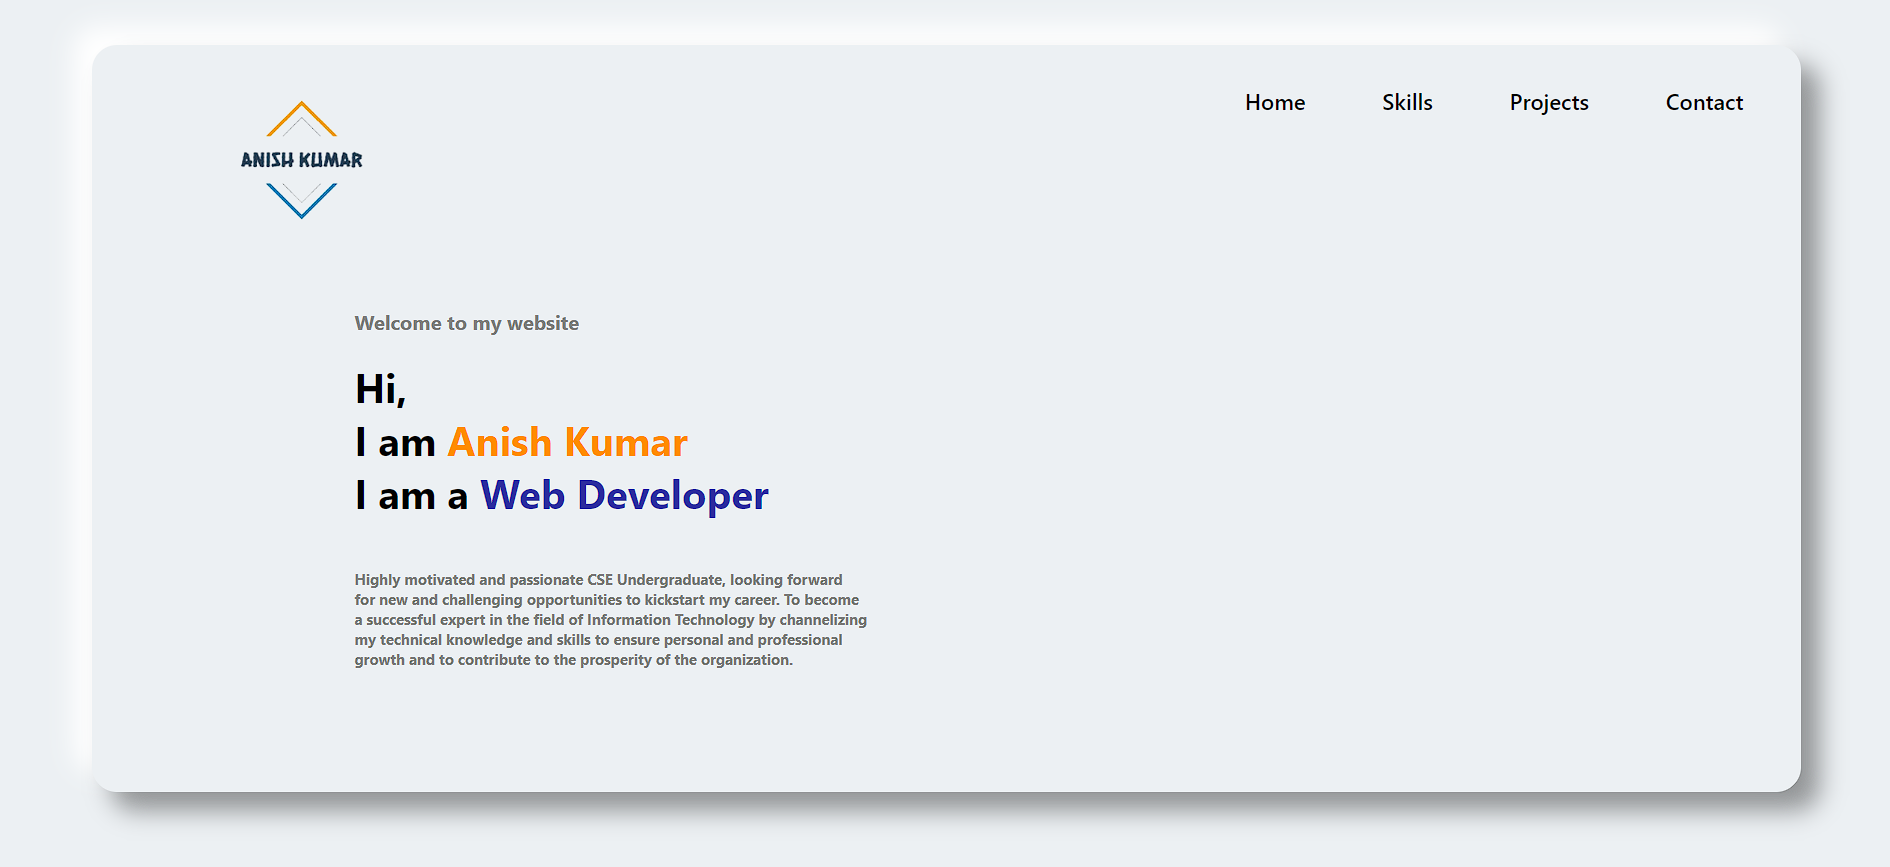 Home Skills Projects Contact
ANISH KUMAR
Welcome to my website
Hi,
I am Anish Kumar
I am a Web Developer
Highly motivated and passionate CSE Undergraduate, looking forward
for new and challenging opportunities to kickstart my career. To become
a successful expert in the field of Information Technology by channelizing
my technical knowledge and skills to ensure personal and professional
growth and to contribute to the prosperity of the organization.